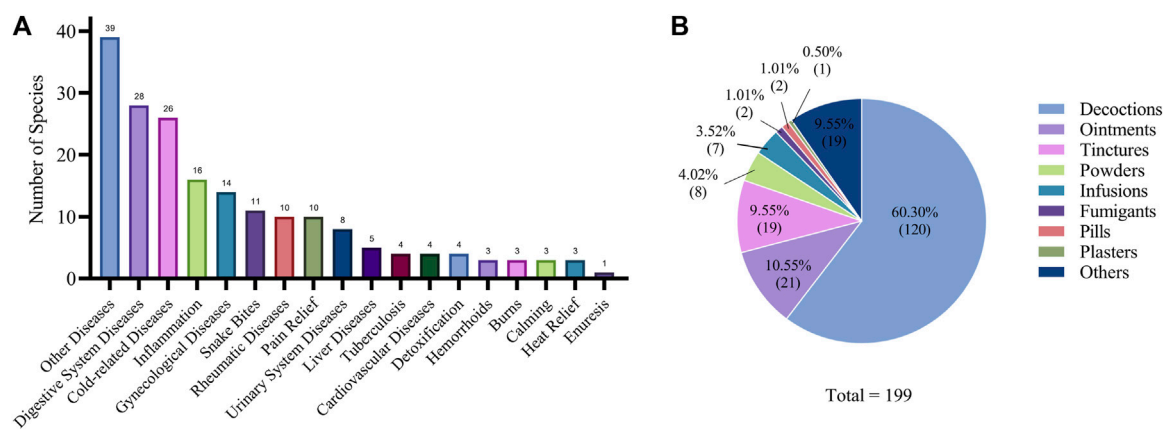 A
Number of Species
40
30
20
10
0
39
28
26
16
14
11
10
10
8
5
4
4
4
3
3
3
3
1
Other Diseases
Digestive System Diseases
Cold-related Diseases
Inflammation
Gynecological Diseases
Snake Bites
Rheumatic Diseases
Pain Relief
Urinary System Diseases
Liver Diseases
Tuberculosis
Cardiovascular Diseases
Detoxification
Hemorrhoids
Burns
Calming
Heat Relief
Enuresis
B
0.50%
(1)
1.01%
(2)
1.01%
(2)
3.52%
(7)
4.02%
(8)
9.55%
(19)
9.55%
(19)
10.55%
(21)
60.30%
(120)
Decoctions
Ointments
Tinctures
Powders
Infusions
Fumigants
Pills
Plasters
Others
Total = 199